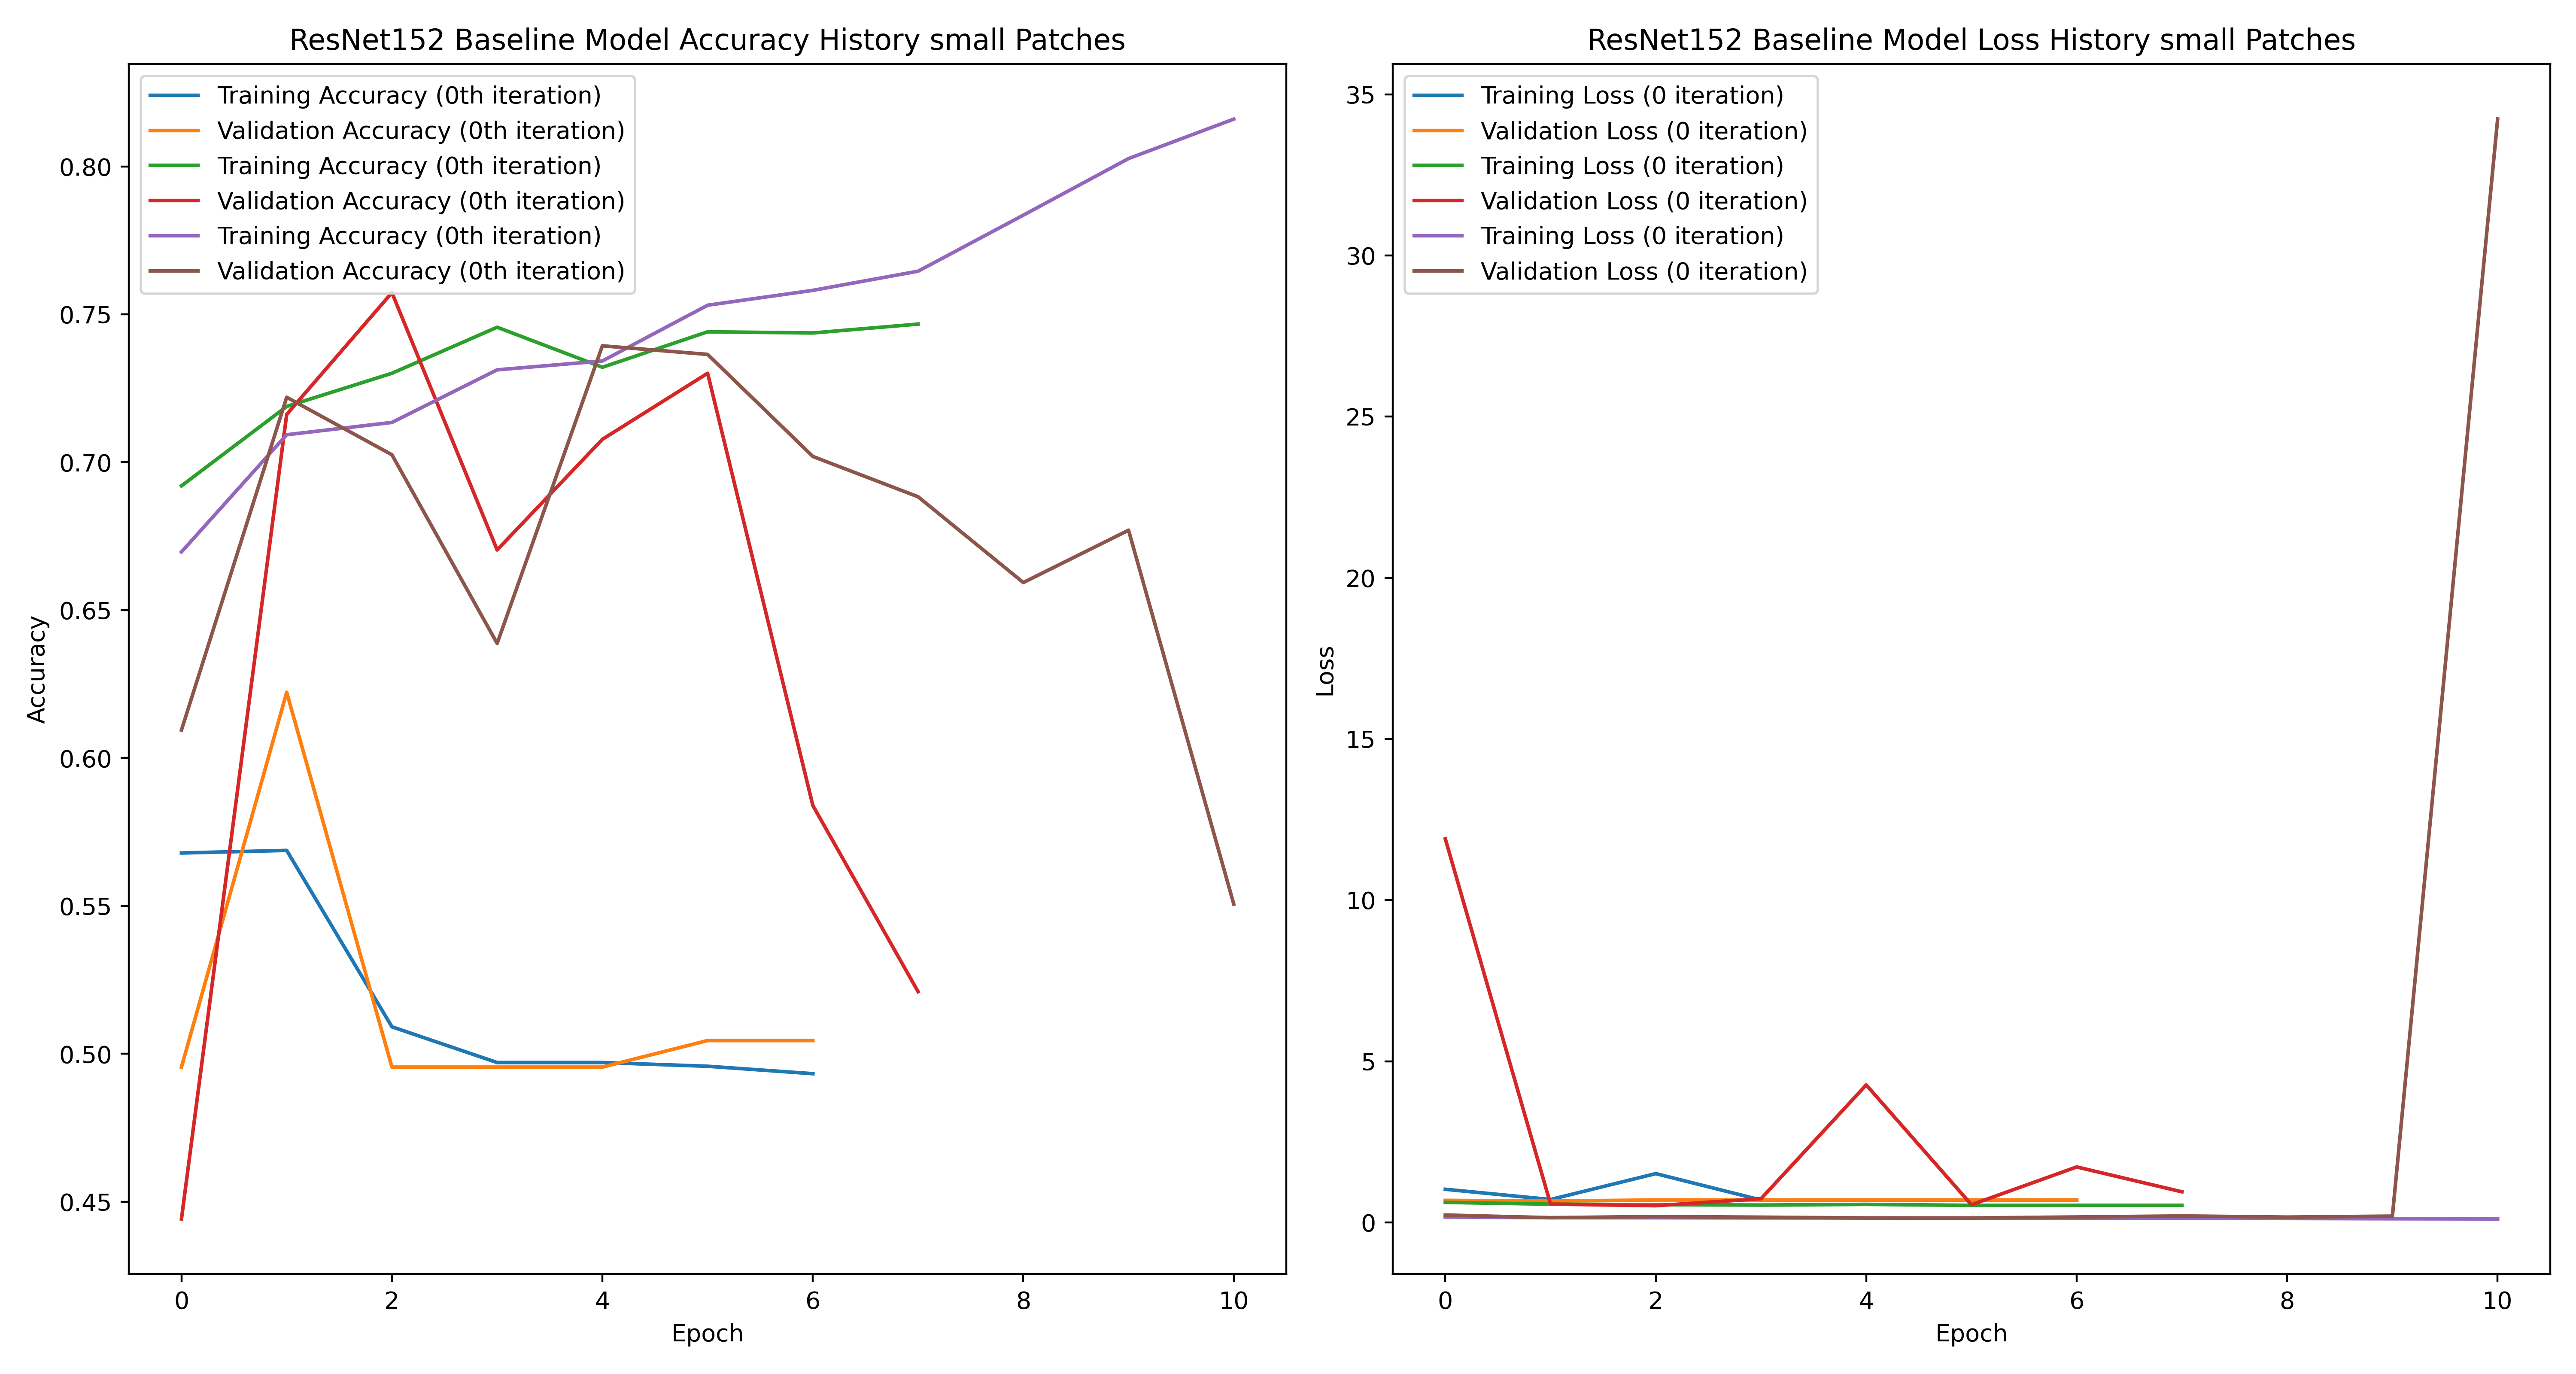 ResNet152 Baseline Model Accuracy History small Patches
Training Accuracy (0th iteration)
Validation Accuracy (0th iteration)
Training Accuracy (0th iteration)
Validation Accuracy (0th iteration)
Training Accuracy (0th iteration)
Validation Accuracy (0th iteration)
0.80
0.75
0.70
0.65
0.60
0.55
0.50
0.45
Accuracy
0 2 4 6 8 10
Epoch
ResNet152 Baseline Model Loss History small Patches
Training Loss (0 iteration)
Validation Loss (0 iteration)
Training Loss (0 iteration)
Validation Loss (0 iteration)
Training Loss (0 iteration)
Validation Loss (0 iteration)
35
30
25
20
15
10
5
0
Loss
0 2 4 6 8 10
Epoch